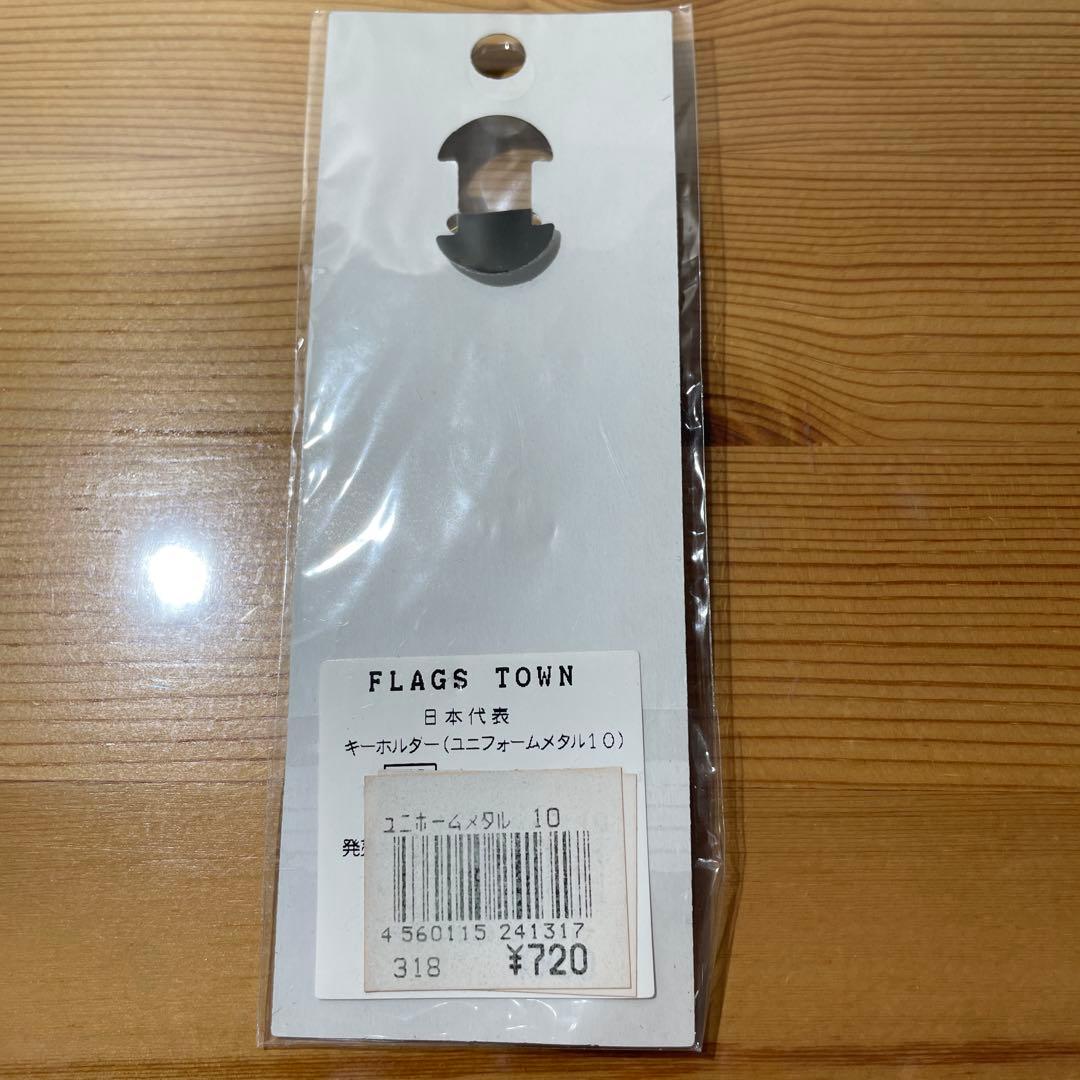 FLAGS TOWN
日本代表
キーホルダー(ユニフォームメタル10)
発
ユニホームメタル 10
4 560115 241317
318 ¥720